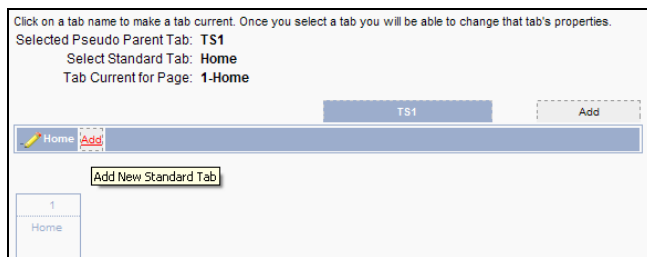 Click on a tab name to make a tab current. Once you select a tab you will be able to change that tab's properties.
Selected Pseudo Parent Tab: TS1
Select Standard Tab: Home
Tab Current for Page: 1-Home
TS1 Add
Home Add
Add New Standard Tab
1
Home